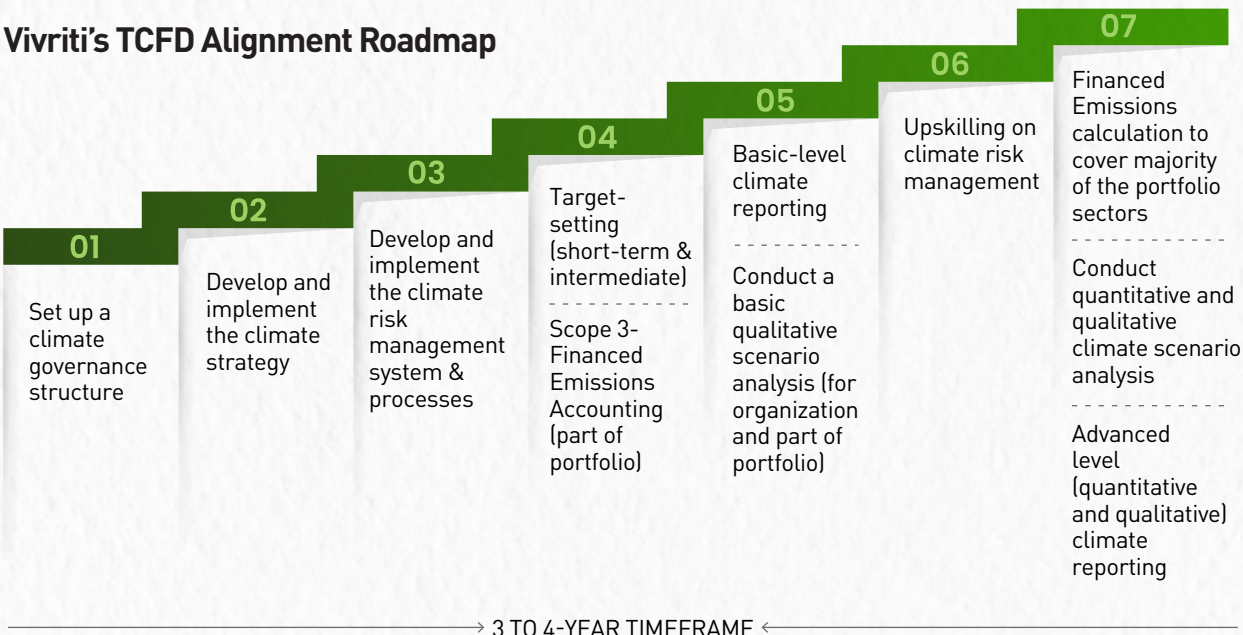 Vivriti's TCFD Alignment Roadmap
01
Set up a
climate
governance
structure
02
Develop and
implement
the climate
strategy
03
Develop and
implement
the climate
risk
management
system &
processes
04
Target-
setting
(short-term &
intermediate)
Scope 3-
Financed
Emissions
Accounting
(part of
portfolio)
05
Basic-level
climate
reporting
Conduct a
basic
qualitative
scenario
analysis (for
organization
and part of
portfolio)
06
Upskilling on
climate risk
management
07
Financed
Emissions
calculation to
cover majority
of the portfolio
sectors
Conduct
quantitative and
qualitative
climate scenario
analysis
Advanced
level
(quantitative
and qualitative)
climate
reporting
3 TO 4-YEAR TIMEFRAME